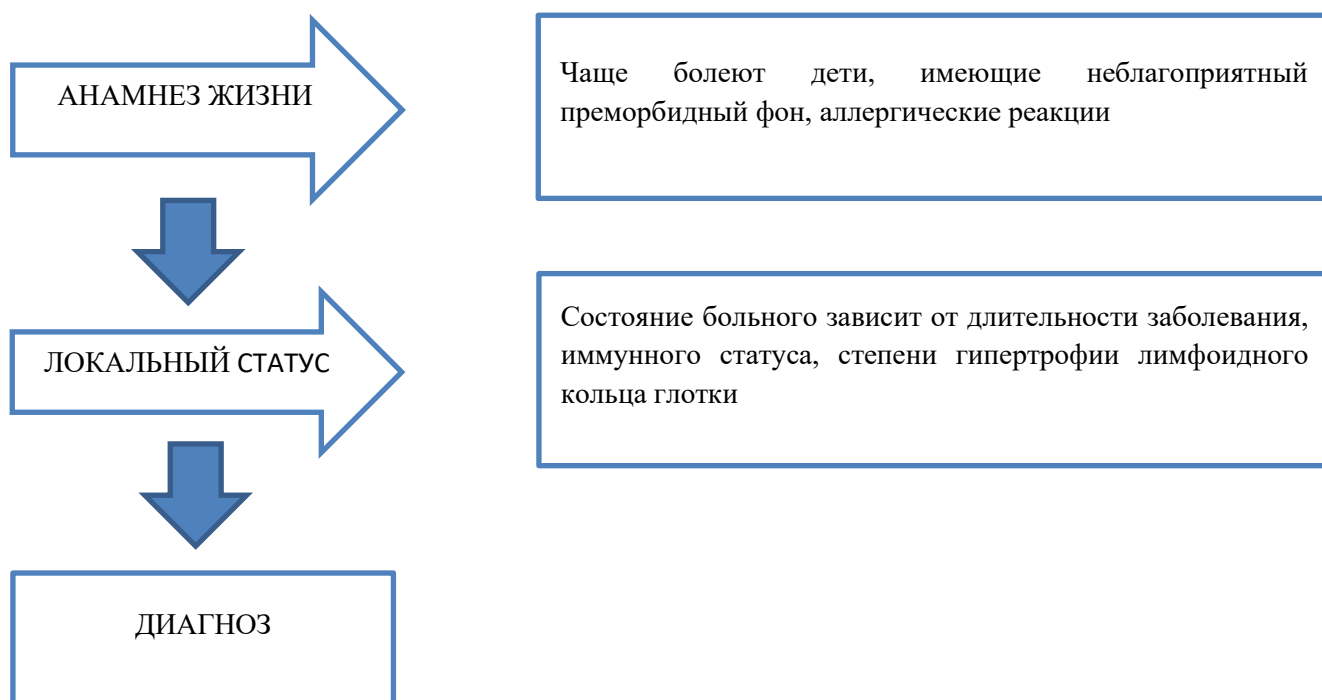 АНАМНЕЗ ЖИЗНИ
Чаще болеют дети, имеющие неблагоприятный
преморбидный фон, аллергические реакции
ЛОКАЛЬНЫЙ СТАТУС
Состояние больного зависит от длительности заболевания,
иммунного статуса, степени гипертрофии лимфоидного
кольца глотки
ДИАГНОЗ